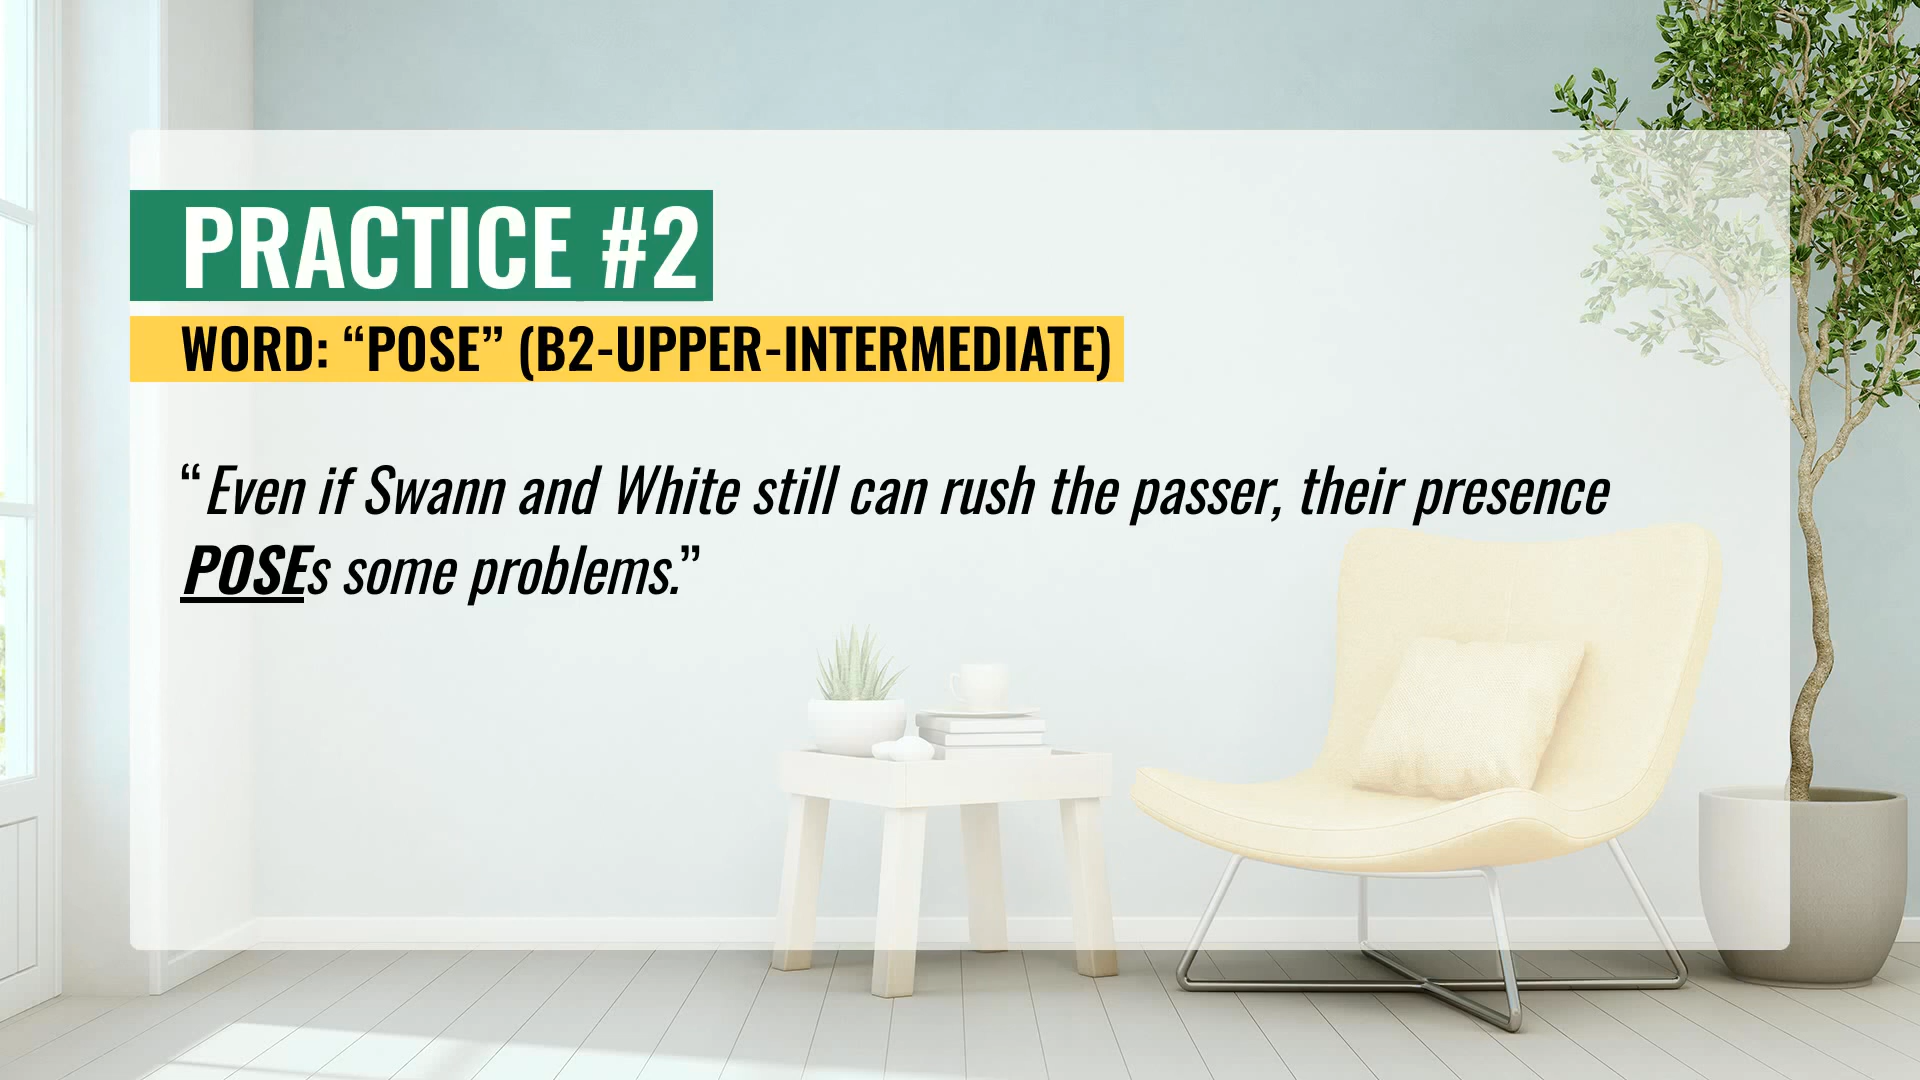 PRACTICE #2
WORD: “POSE” (B2-UPPER-INTERMEDIATE)
“Even if Swann and White still can rush the passer, their presence
POSEs some problems.”